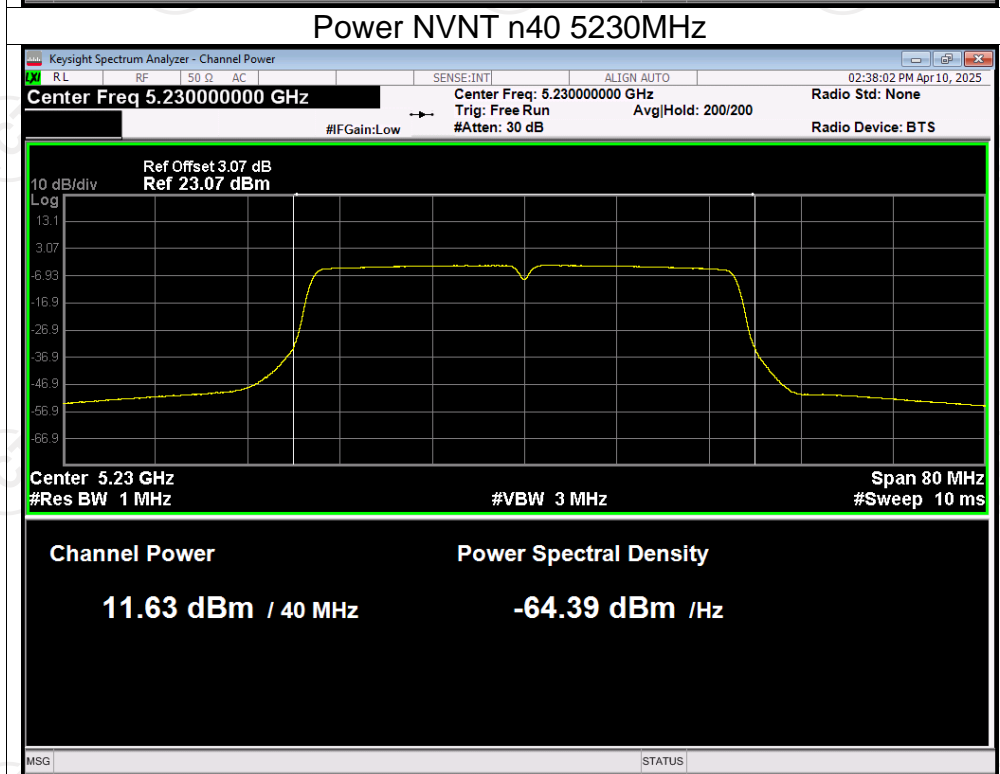 Power NVNT n40 5230MHz
Keysight Spectrum Analyzer - Channel Power
LXI RL RF 50 Ω AC SENSE:INT ALIGN AUTO 02:38:02 PM Apr 10, 2025
Center Freq 5.230000000 GHz Center Freq: 5.230000000 GHz Radio Std: None
Trig: Free Run Avg|Hold: 200/200
#IFGain:Low #Atten: 30 dB Radio Device: BTS
Ref Offset 3.07 dB
10 dB/div Ref 23.07 dBm
Log
13.1
3.07
-6.93
-16.9
-26.9
-36.9
-46.9
-56.9
-66.9
Center 5.23 GHz Span 80 MHz
#Res BW 1 MHz #VBW 3 MHz #Sweep 10 ms
Channel Power Power Spectral Density
11.63 dBm / 40 MHz -64.39 dBm /Hz
MSG STATUS